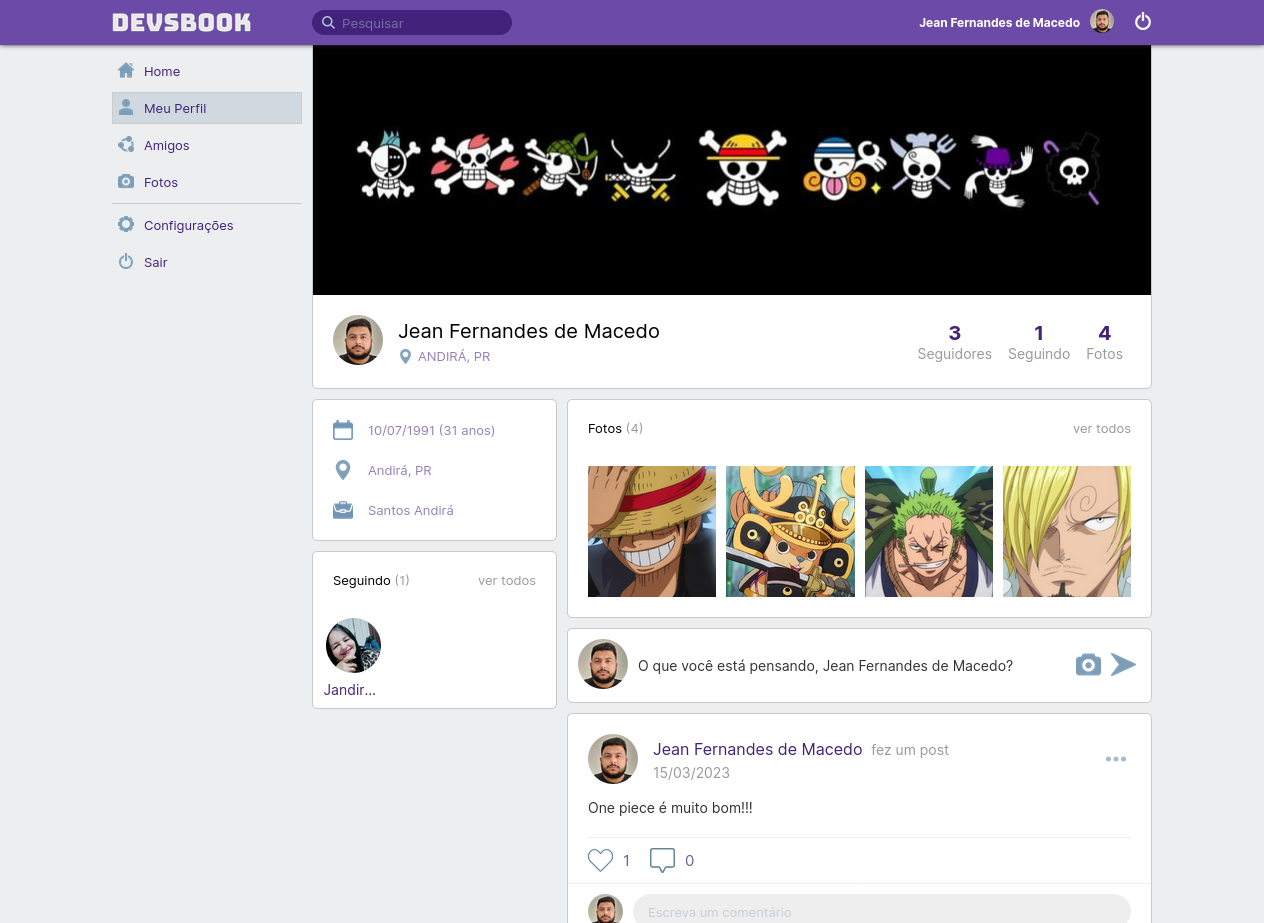 DEVSBOOK
Pesquisar
Jean Fernandes de Macedo
Home
Meu Perfil
Amigos
Fotos
Configurações
Sair
Jean Fernandes de Macedo
ANDIRÁ, PR
3
Seguidores
1
Seguindo
4
Fotos
10/07/1991 (31 anos)
Andirá, PR
Santos Andirá
Seguindo (1)
ver todos
Jandir...
Fotos (4)
ver todos
O que você está pensando, Jean Fernandes de Macedo?
Jean Fernandes de Macedo fez um post
15/03/2023
One piece é muito bom!!!
1
0
Escreva um comentário